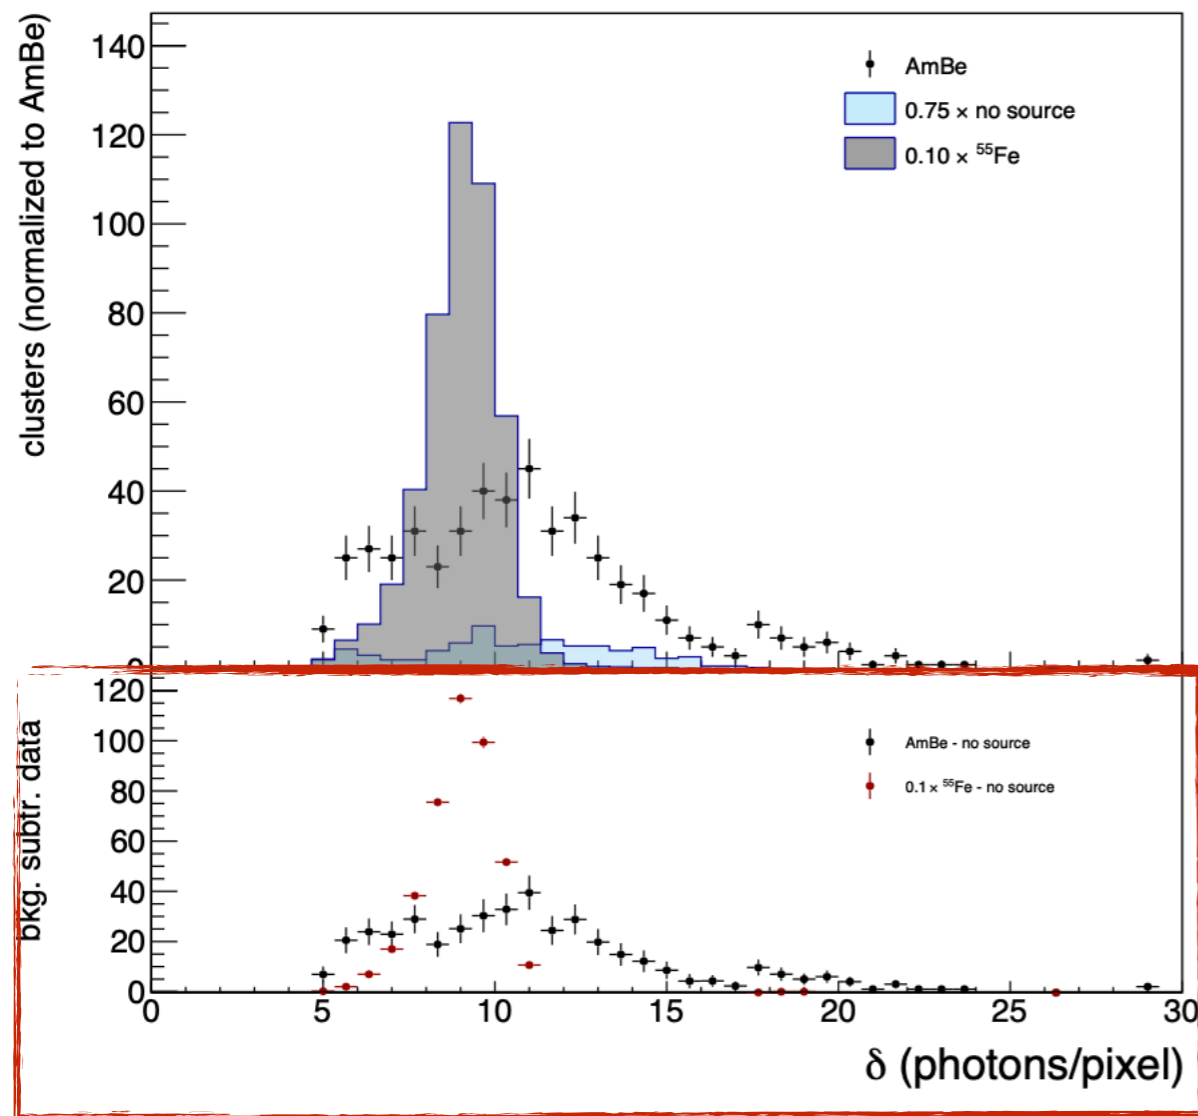 clusters (normalized to AmBe)
140
120
100
80
60
40
20
0
AmBe
0.75 × no source
0.10 × ⁵⁵Fe
bkg. subtr. data
120
100
80
60
40
20
0
AmBe - no source
0.1 × ⁵⁵Fe - no source
0 5 10 15 20 25 30
δ (photons/pixel)